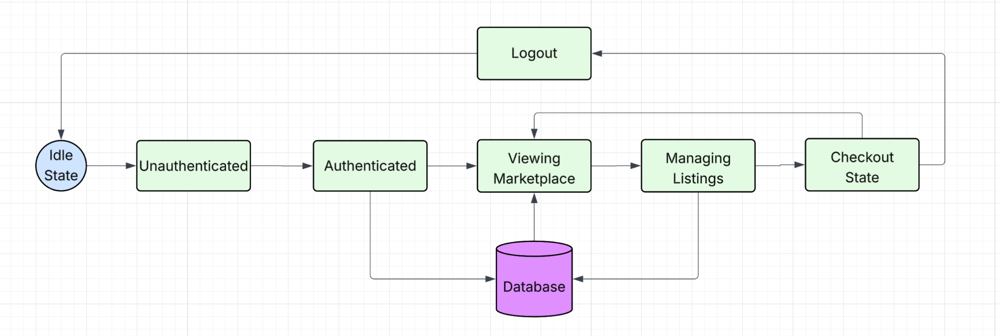 Logout
Idle
State
Unauthenticated
Authenticated
Viewing
Marketplace
Managing
Listings
Checkout
State
Database